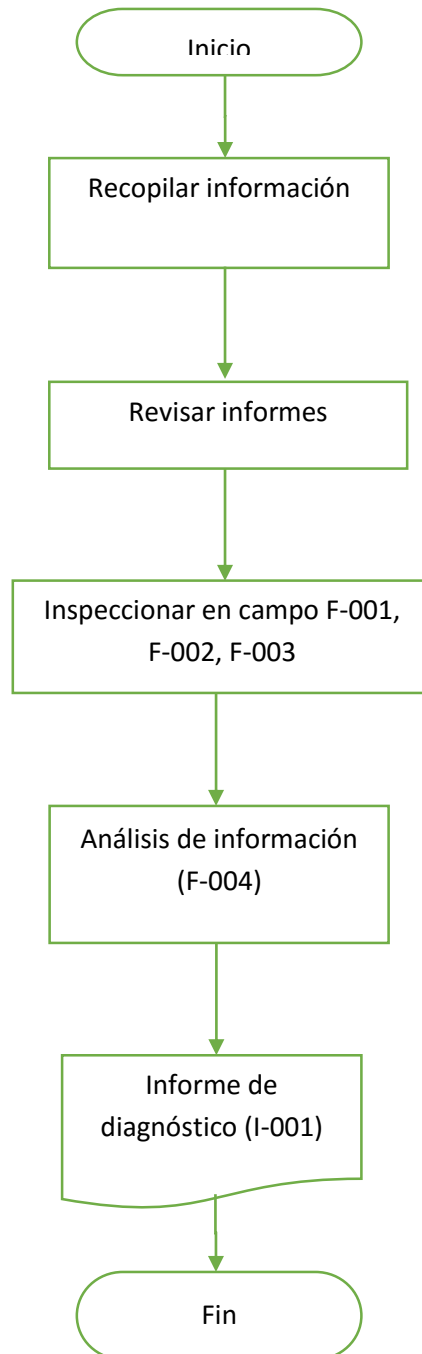 Inicio
Recopilar información
Revisar informes
Inspeccionar en campo F-001,
F-002, F-003
Análisis de información
(F-004)
Informe de
diagnóstico (I-001)
Fin